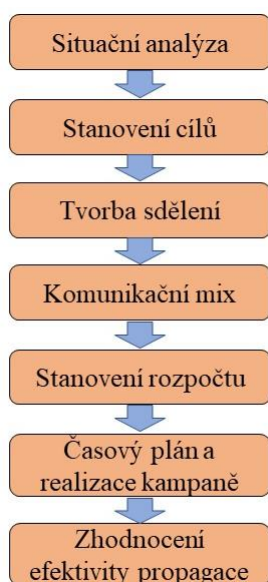 Situační analýza
Stanovení cílů
Tvorba sdělení
Komunikační mix
Stanovení rozpočtu
Časový plán a
realizace kampaně
Zhodnocení
efektivity propagace